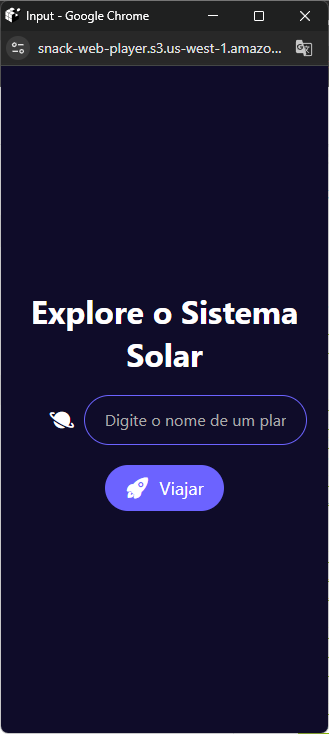 Input - Google Chrome
snack-web-player.s3.us-west-1.amazo...
Explore o Sistema
Solar
Digite o nome de um plar
Viajar